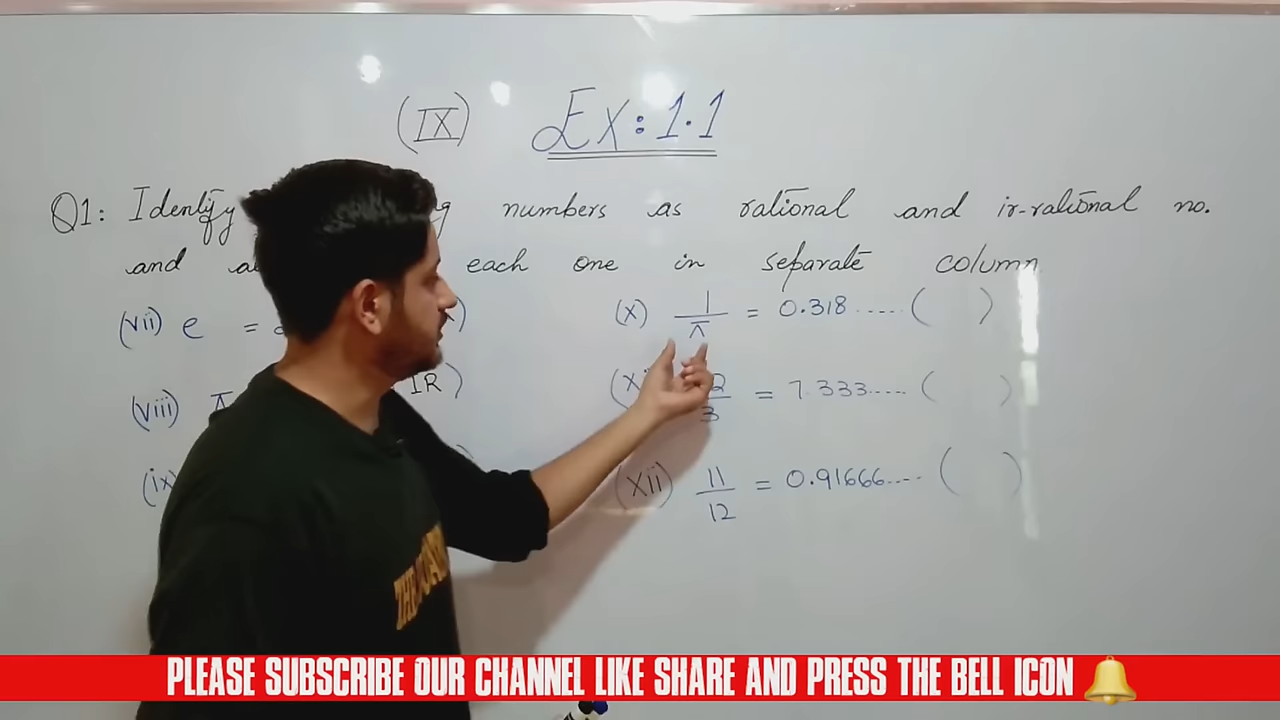 (IX) Ex: 1.1
Q1: Identify numbers as rational and ir-rational no.
and each one in separate column
(vii) e = )
(viii) π IR )
(ix)
(x) 1/π = 0.318..... ( )
(xi) /3 = 7.333..... ( )
(xii) 11/12 = 0.91666.... ( )
THE
PLEASE SUBSCRIBE OUR CHANNEL LIKE SHARE AND PRESS THE BELL ICON